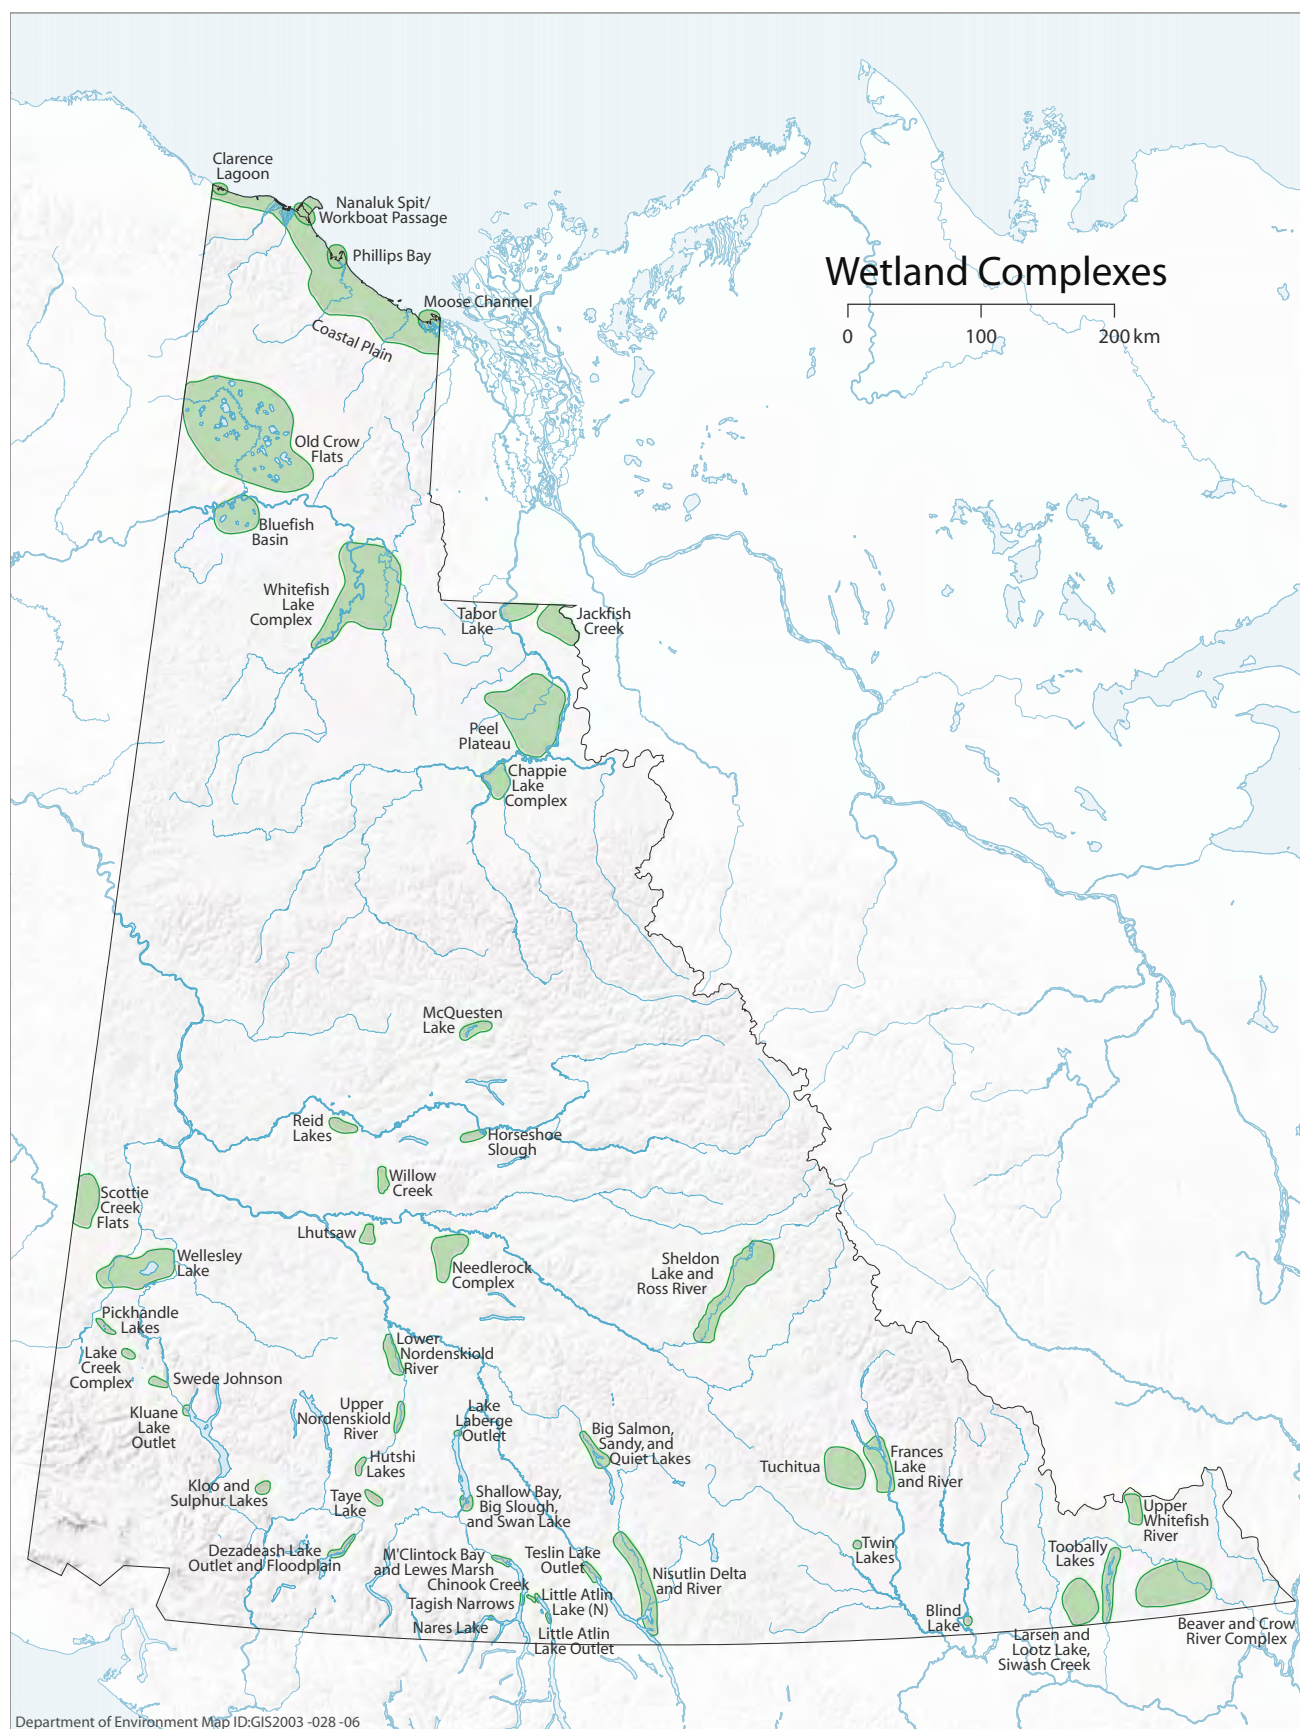 Clarence
Lagoon
Nanaluk Spit/
Workboat Passage
Phillips Bay
Wetland Complexes
0 100 200 km
Moose Channel
Coastal Plain
Old Crow
Flats
Bluefish
Basin
Whitefish
Lake
Complex
Tabor
Lake
Jackfish
Creek
Peel
Plateau
Chappie
Lake
Complex
McQuesten
Lake
Reid
Lakes
Horseshoe
Slough
Willow
Creek
Scottie
Creek
Flats
Lhutsaw
Wellesley
Lake
Needlerock
Complex
Sheldon
Lake and
Ross River
Pickhandle
Lakes
Lake
Creek
Complex
Lower
Nordenskiold
River
Swede Johnson
Kluane
Lake
Outlet
Upper
Nordenskiold
River
Lake
Laberge
Outlet
Big Salmon,
Sandy, and
Quiet Lakes
Tuchitua
Frances
Lake
and River
Hutshi
Lakes
Kloo and
Sulphur Lakes
Taye
Lake
Shallow Bay,
Big Slough,
and Swan Lake
Upper
Whitefish
River
Dezadeash Lake
Outlet and Floodplain
M'Clintock Bay
and Lewes Marsh
Teslin Lake
Outlet
Twin
Lakes
Toobally
Lakes
Nisutlin Delta
and River
Chinook Creek
Tagish Narrows
Little Atlin
Lake (N)
Nares Lake
Little Atlin
Lake Outlet
Blind
Lake
Larsen and
Lootz Lake,
Siwash Creek
Beaver and Crow
River Complex
Department of Environment Map ID:GIS2003 -028 -06